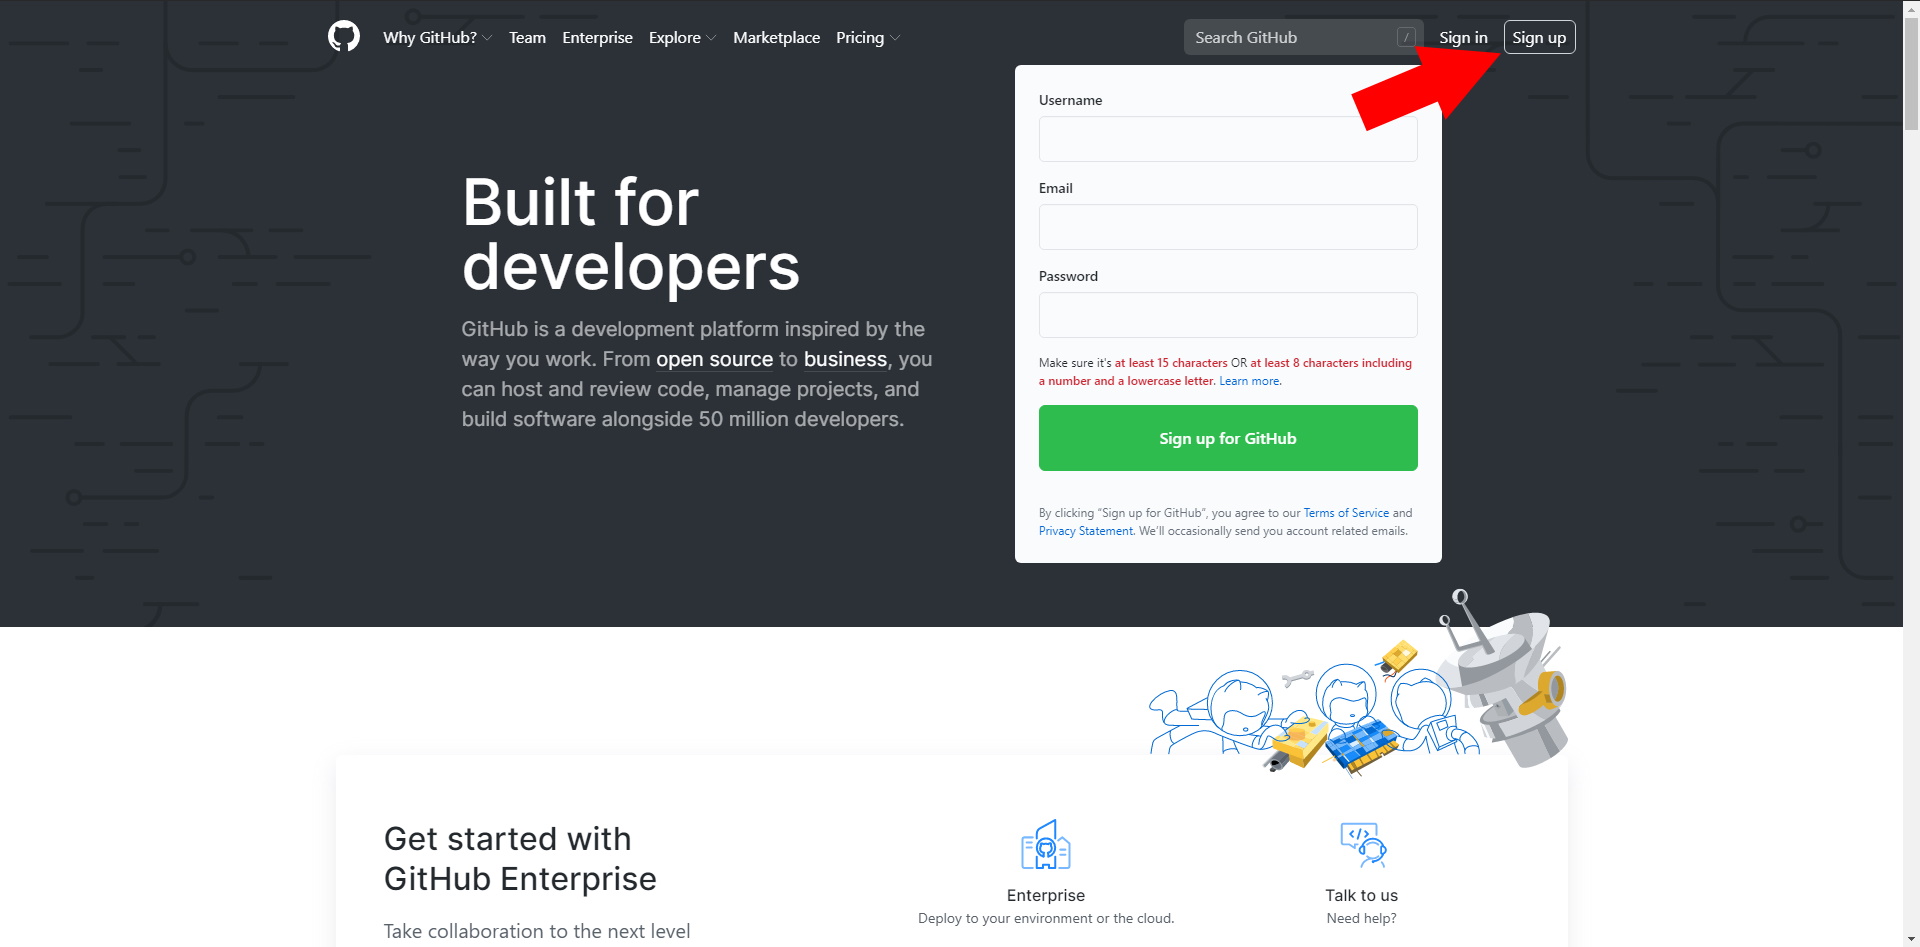 Why GitHub? Team Enterprise Explore Marketplace Pricing Search GitHub / Sign in Sign up
Built for
developers
GitHub is a development platform inspired by the
way you work. From open source to business, you
can host and review code, manage projects, and
build software alongside 50 million developers.
Username
Email
Password
Make sure it's at least 15 characters OR at least 8 characters including
a number and a lowercase letter. Learn more.
Sign up for GitHub
By clicking “Sign up for GitHub”, you agree to our Terms of Service and
Privacy Statement. We’ll occasionally send you account related emails.
Get started with
GitHub Enterprise
Take collaboration to the next level
Enterprise
Deploy to your environment or the cloud.
</>
Talk to us
Need help?